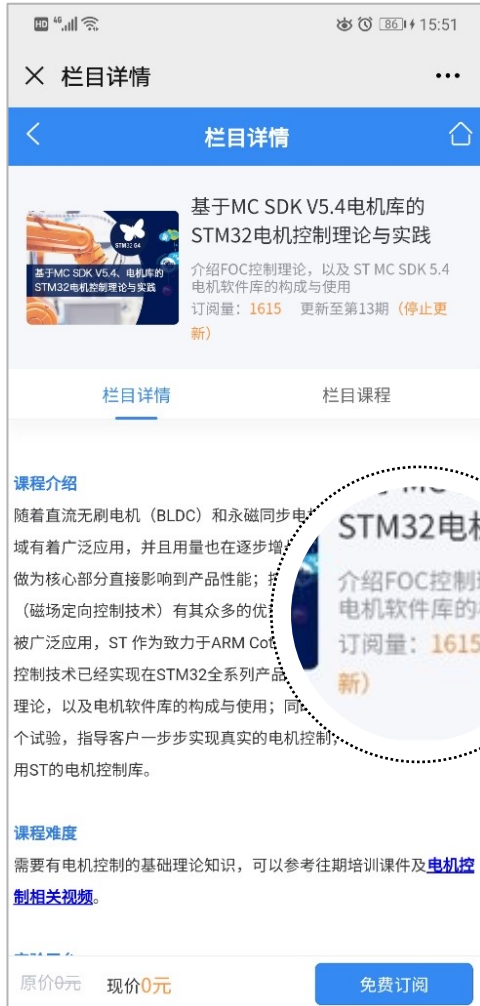 HD 46 86 15:51
栏目详情
栏目详情
STM32 G4
基于MC SDK V5.4、电机库的
STM32电机控制理论与实践
基于MC SDK V5.4电机库的
STM32电机控制理论与实践
介绍FOC控制理论，以及 ST MC SDK 5.4
电机软件库的构成与使用
订阅量：1615 更新至第13期（停止更
新）
栏目详情 栏目课程
课程介绍
随着直流无刷电机（BLDC）和永磁同步电
域有着广泛应用，并且用量也在逐步增
做为核心部分直接影响到产品性能；
（磁场定向控制技术）有其众多的优
被广泛应用，ST 作为致力于ARM Cot
控制技术已经实现在STM32全系列产品
理论，以及电机软件库的构成与使用；同
个试验，指导客户一步步实现真实的电机控制，
用ST的电机控制库。
STM32电机
介绍FOC控制
电机软件库的
订阅量：1615
新）
课程难度
需要有电机控制的基础理论知识，可以参考往期培训课件及电机控
制相关视频。
原价0元 现价0元 免费订阅